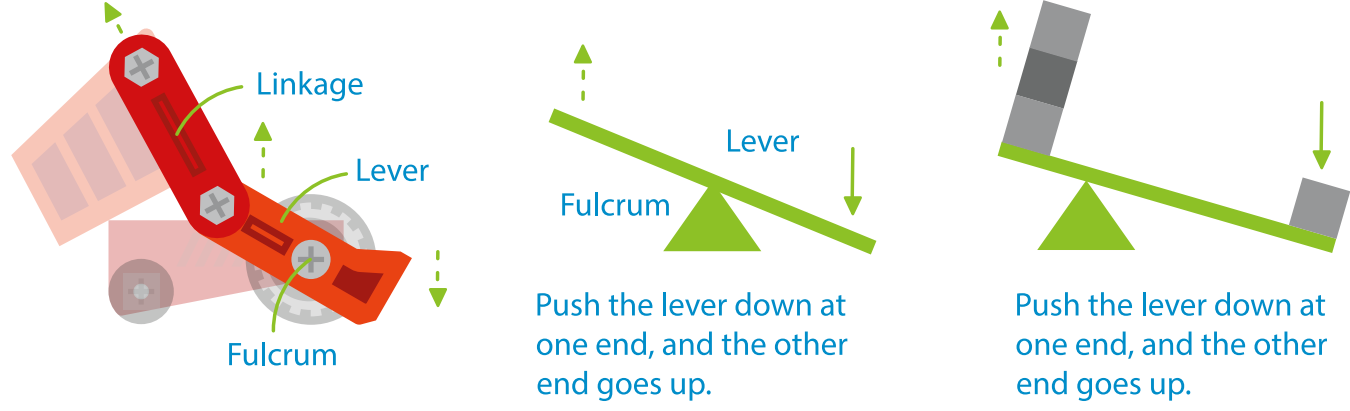 Linkage
Lever
Fulcrum
Lever
Fulcrum
Push the lever down at
one end, and the other
end goes up.
Push the lever down at
one end, and the other
end goes up.